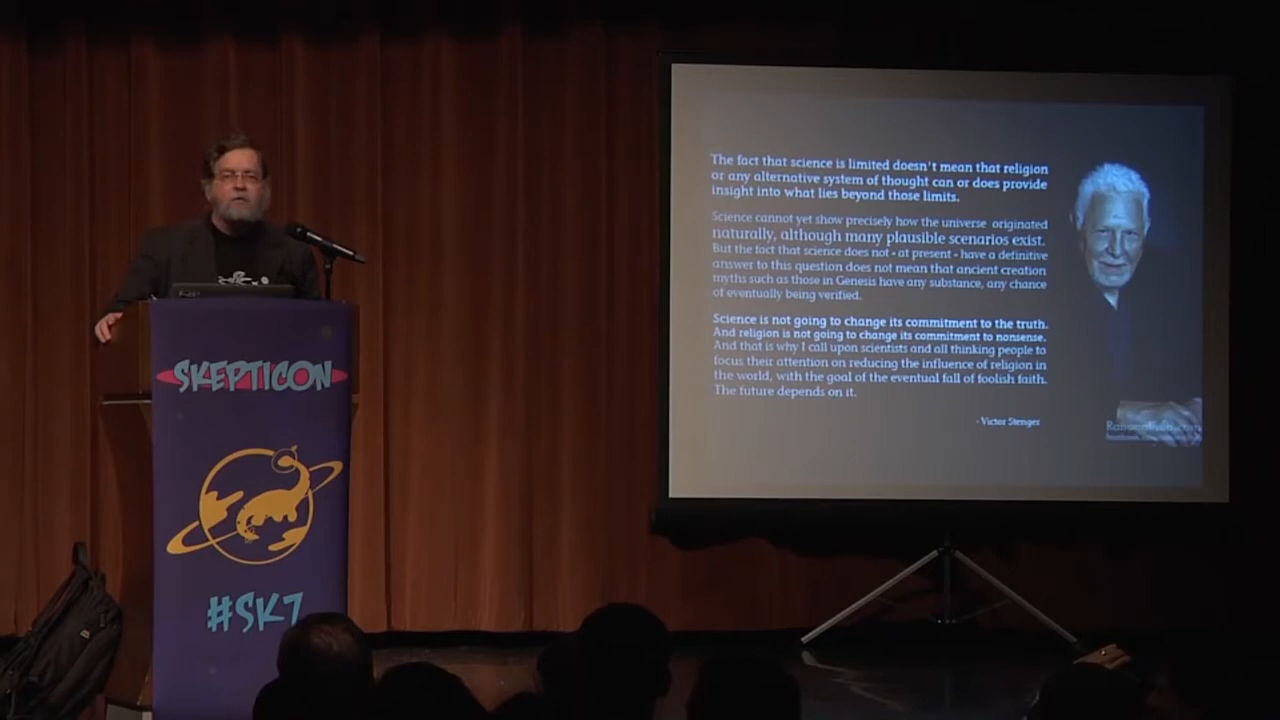 SKEPTICON
#SK7
The fact that science is limited doesn't mean that religion
or any alternative system of thought can or does provide
insight into what lies beyond those limits.
Science cannot yet show precisely how the universe originated
naturally, although many plausible scenarios exist.
But the fact that science does not - at present - have a definitive
answer to this question does not mean that ancient creation
myths such as those in Genesis have any substance, any chance
of eventually being verified.
Science is not going to change its commitment to the truth.
And religion is not going to change its commitment to nonsense.
And that is why I call upon scientists and all thinking people to
focus their attention on reducing the influence of religion in
the world, with the goal of the eventual fall of foolish faith.
The future depends on it.
- Victor Stenger